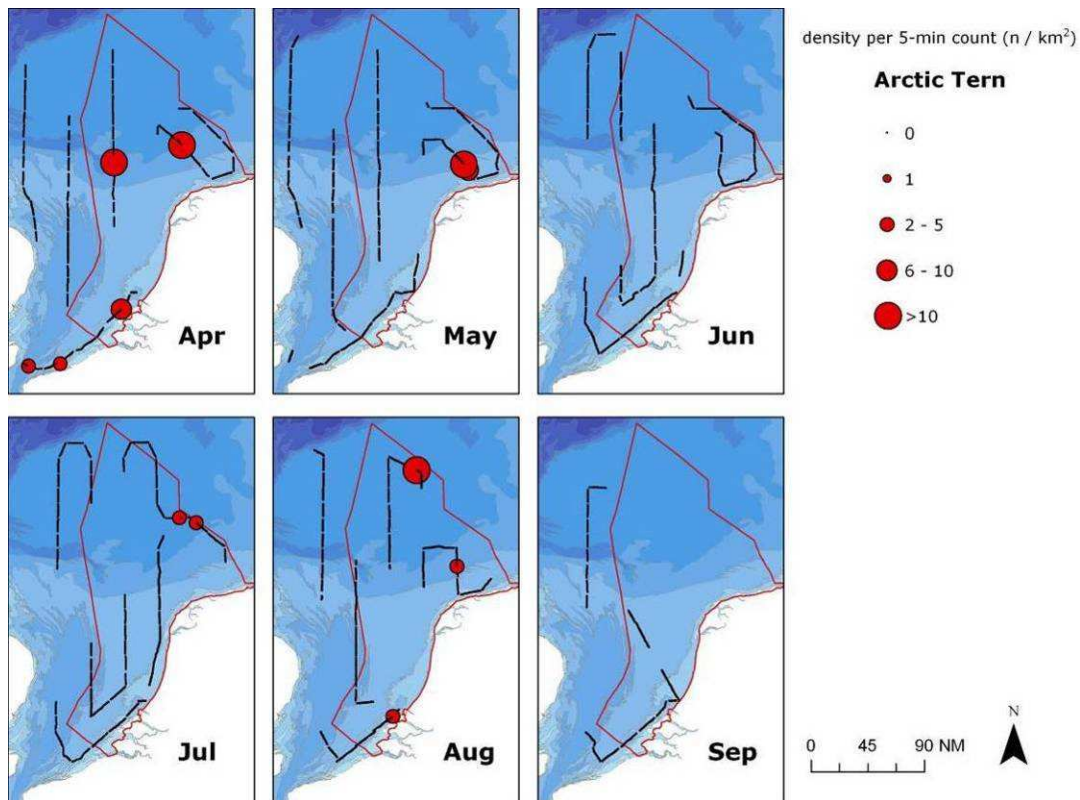 density per 5-min count (n / km²)
Arctic Tern
0
1
2 - 5
6 - 10
>10
Apr
May
Jun
Jul
Aug
Sep
N
0 45 90 NM